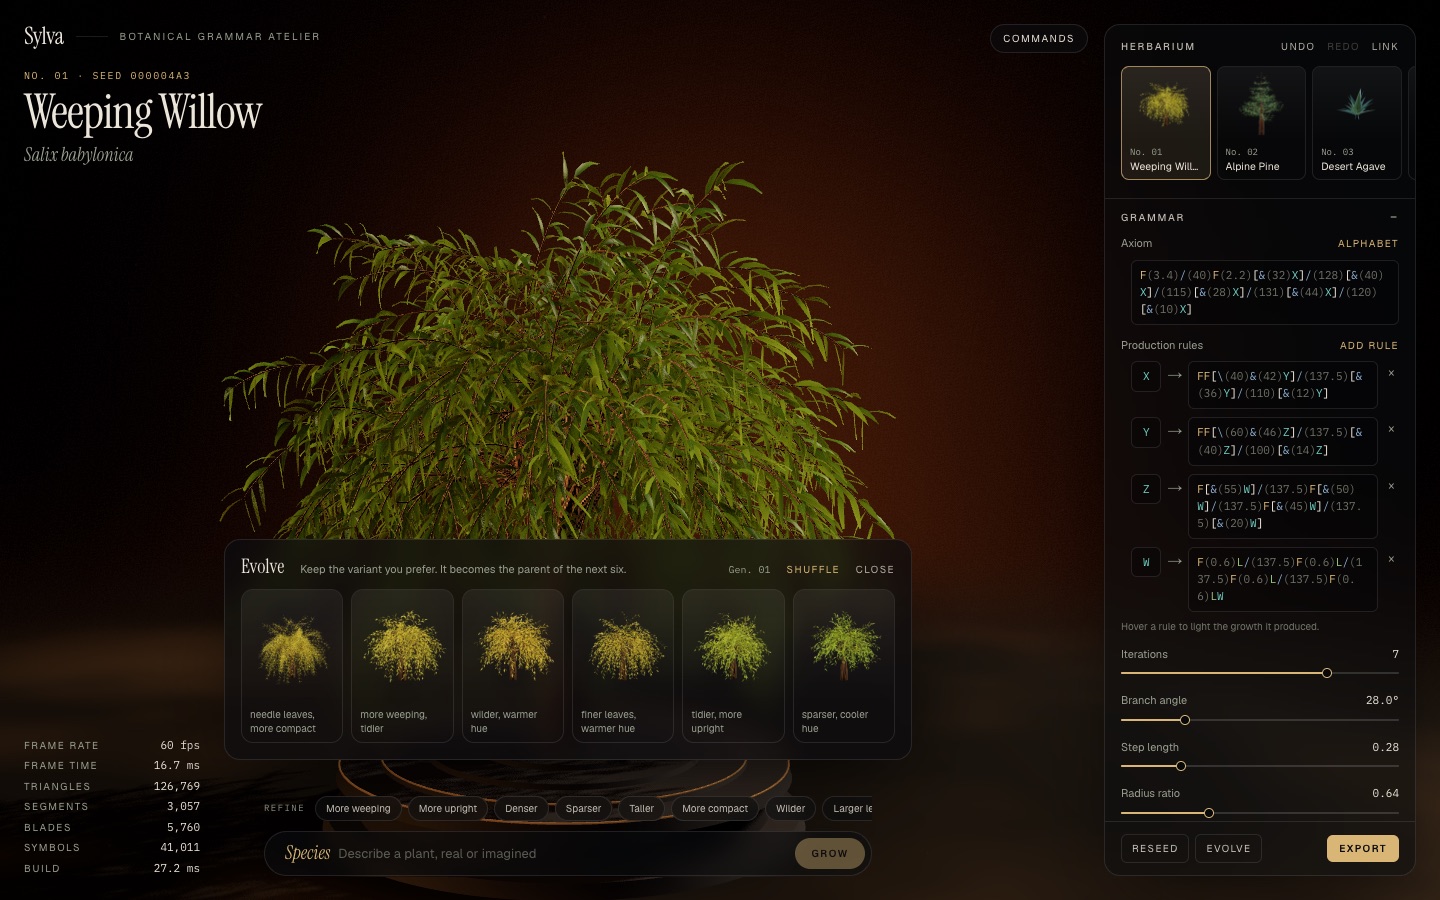 Sylva
BOTANICAL GRAMMAR ATELIER
NO. 01 · SEED 000004A3
Weeping Willow
Salix babylonica
COMMANDS
HERBARIUM
UNDO REDO LINK
No. 01
Weeping Will…
No. 02
Alpine Pine
No. 03
Desert Agave
GRAMMAR −
Axiom ALPHABET
F(3.4)/(40)F(2.2)[&(32)X]/(128)[&(40)
X]/(115)[&(28)X]/(131)[&(44)X]/(120)
[&(10)X]
Production rules ADD RULE
X → FF[\(40)&(42)Y]/(137.5)[& ×
(36)Y]/(110)[&(12)Y]
Y → FF[\(60)&(46)Z]/(137.5)[& ×
(40)Z]/(100)[&(14)Z]
Z → F[&(55)W]/(137.5)F[&(50) ×
W]/(137.5)F[&(45)W]/(137.
5)[&(20)W]
W → F(0.6)L/(137.5)F(0.6)L/(1 ×
37.5)F(0.6)L/(137.5)F(0.
6)LW
Hover a rule to light the growth it produced.
Iterations 7
Branch angle 28.0°
Step length 0.28
Radius ratio 0.64
RESEED EVOLVE EXPORT
Evolve Keep the variant you prefer. It becomes the parent of the next six.
Gen. 01 SHUFFLE CLOSE
needle leaves,
more compact
more weeping,
tidier
wilder, warmer
hue
finer leaves,
warmer hue
tidier, more
upright
sparser, cooler
hue
FRAME RATE 60 fps
FRAME TIME 16.7 ms
TRIANGLES 126,769
SEGMENTS 3,057
BLADES 5,760
SYMBOLS 41,011
BUILD 27.2 ms
REFINE More weeping More upright Denser Sparser Taller More compact Wilder Larger le
Species Describe a plant, real or imagined GROW